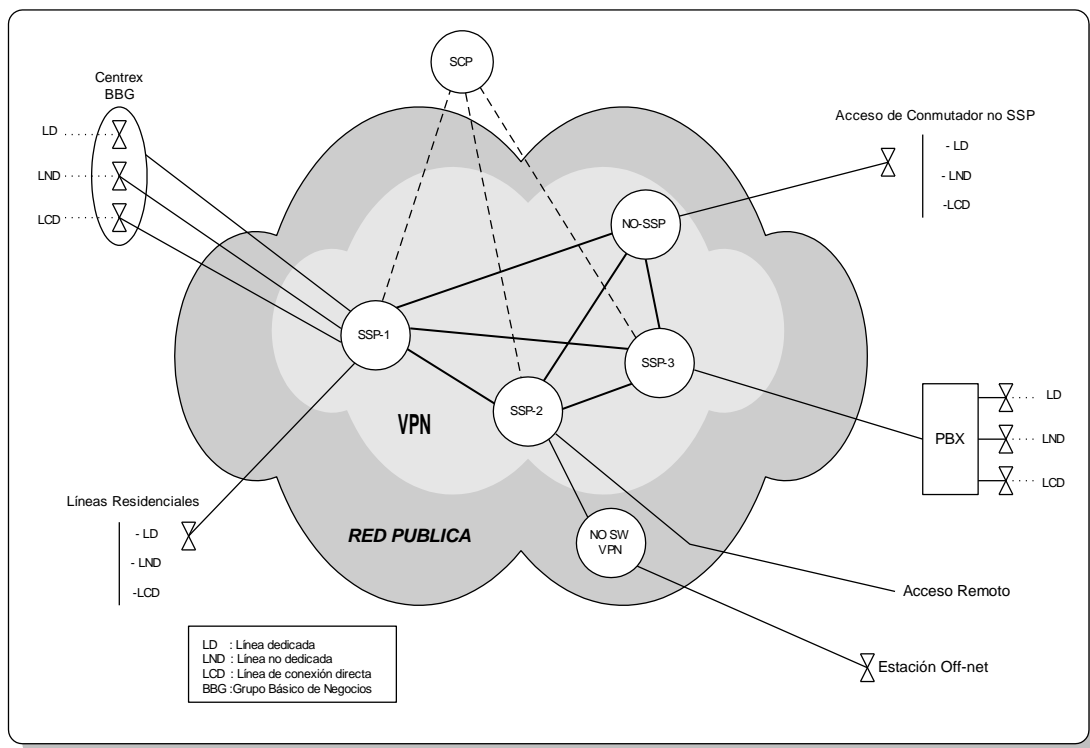 SCP
Centrex
BBG
LD
LND
LCD
Acceso de Conmutador no SSP
- LD
- LND
-LCD
NO-SSP
SSP-1
SSP-3
SSP-2
VPN
PBX
LD
LND
LCD
Líneas Residenciales
- LD
- LND
-LCD
RED PUBLICA
NO SW
VPN
Acceso Remoto
Estación Off-net
LD : Línea dedicada
LND : Línea no dedicada
LCD : Línea de conexión directa
BBG :Grupo Básico de Negocios